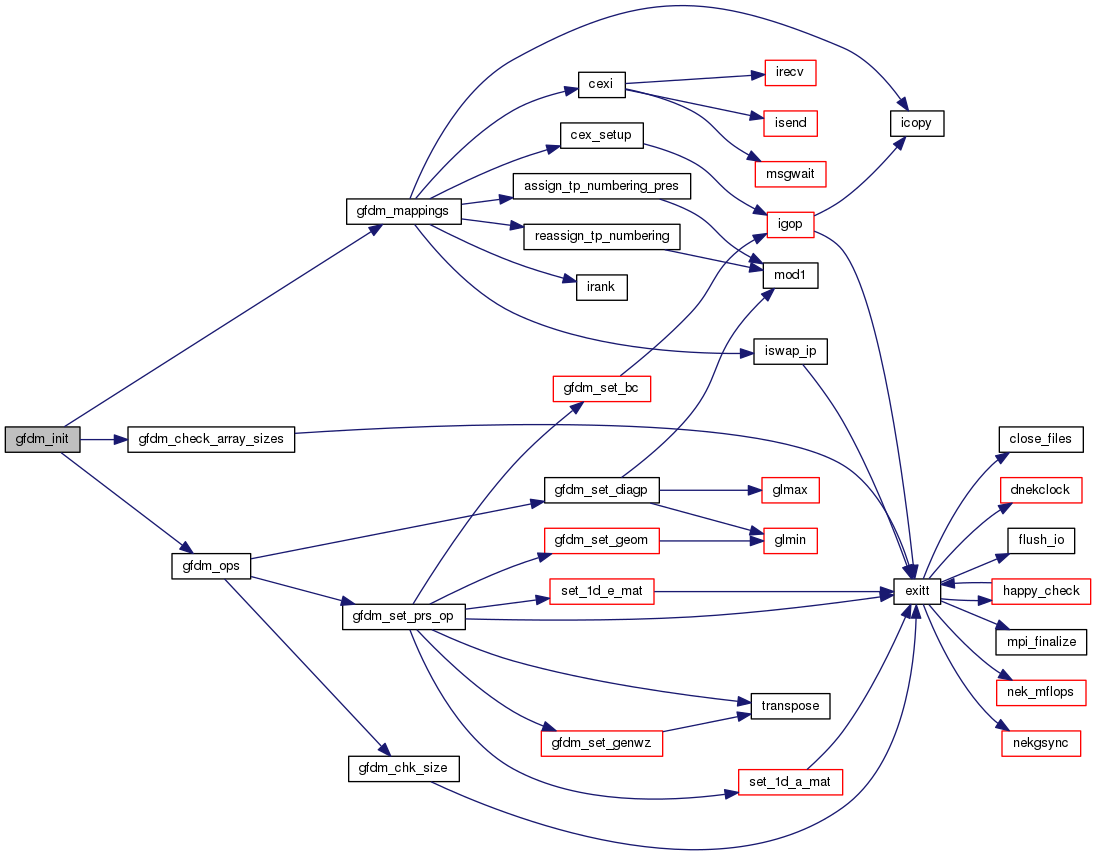 gfdm_init
gfdm_mappings
gfdm_check_array_sizes
gfdm_ops
cexi
cex_setup
assign_tp_numbering_pres
reassign_tp_numbering
irank
gfdm_set_bc
gfdm_set_diagp
gfdm_set_geom
set_1d_e_mat
gfdm_set_prs_op
gfdm_set_genwz
gfdm_chk_size
irecv
isend
msgwait
igop
mod1
iswap_ip
glmax
glmin
transpose
set_1d_a_mat
icopy
exitt
close_files
dnekclock
flush_io
happy_check
mpi_finalize
nek_mflops
nekgsync